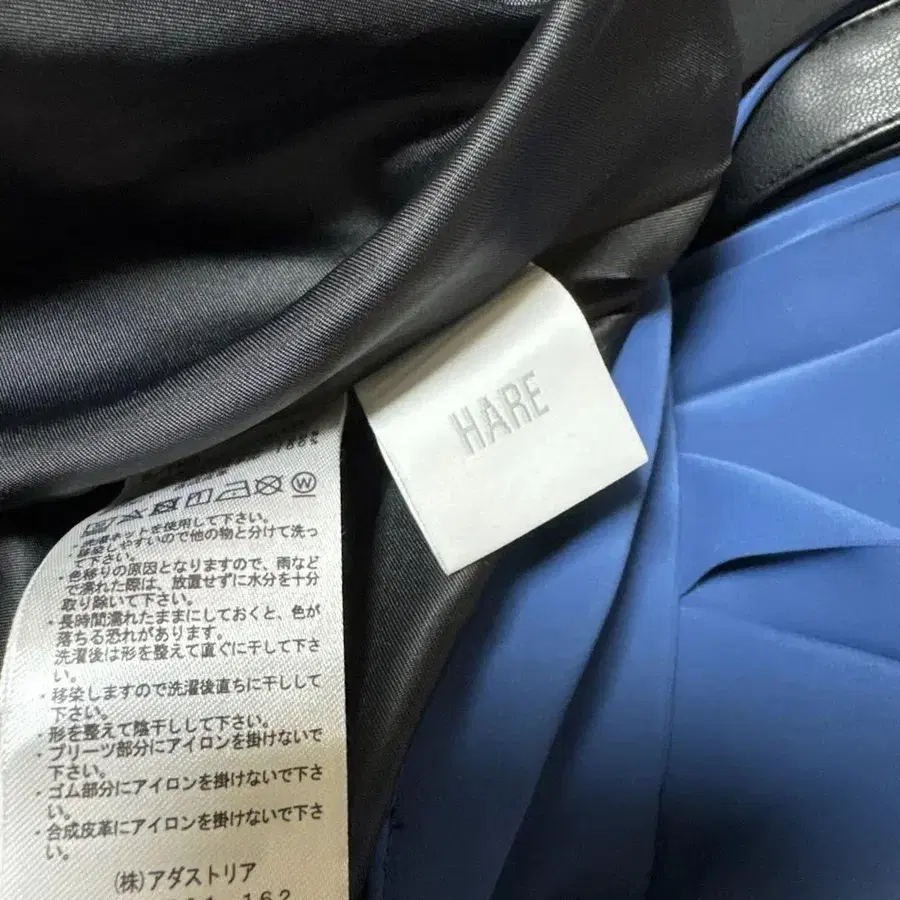 HARE
W
洗濯ネットを使用して下さい。
移染しやすいので他の物と分けて洗っ
て下さい。
・色移りの原因となりますので、雨など
で濡れた際は、放置せずに水分を十分
取り除いて下さい。
・長時間濡れたままにしておくと、色が
落ちる恐れがあります。
洗濯後は形を整えて直ぐに干して下さ
い。
・移染しますので洗濯後直ちに干しして
下さい。
・形を整えて陰干しして下さい。
・プリーツ部分にアイロンを掛けないで
下さい。
・ゴム部分にアイロンを掛けないで下さ
い。
・合成皮革にアイロンを掛けないで下さ
い。
(株)アダストリア
162